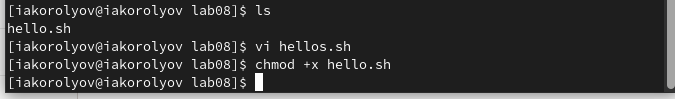 [iakorolyov@iakorolyov lab08]$ ls
hello.sh
[iakorolyov@iakorolyov lab08]$ vi hellos.sh
[iakorolyov@iakorolyov lab08]$ chmod +x hello.sh
[iakorolyov@iakorolyov lab08]$